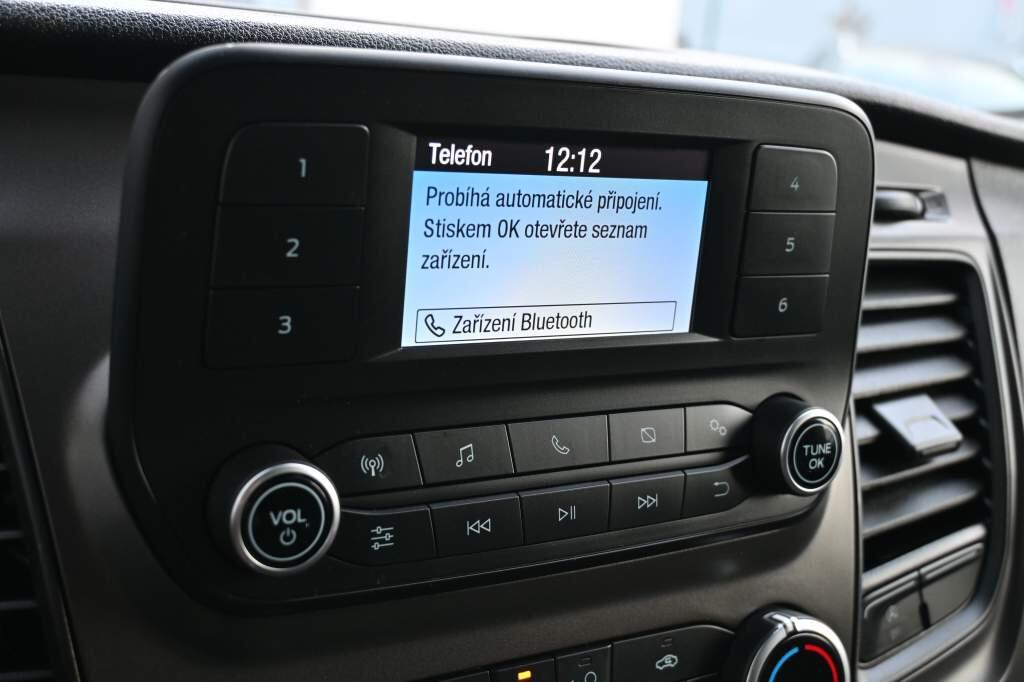 Telefon 12:12
Probíhá automatické připojení.
Stiskem OK otevřete seznam
zařízení.
Zařízení Bluetooth
1
2
3
4
5
6
VOL
TUNE
OK